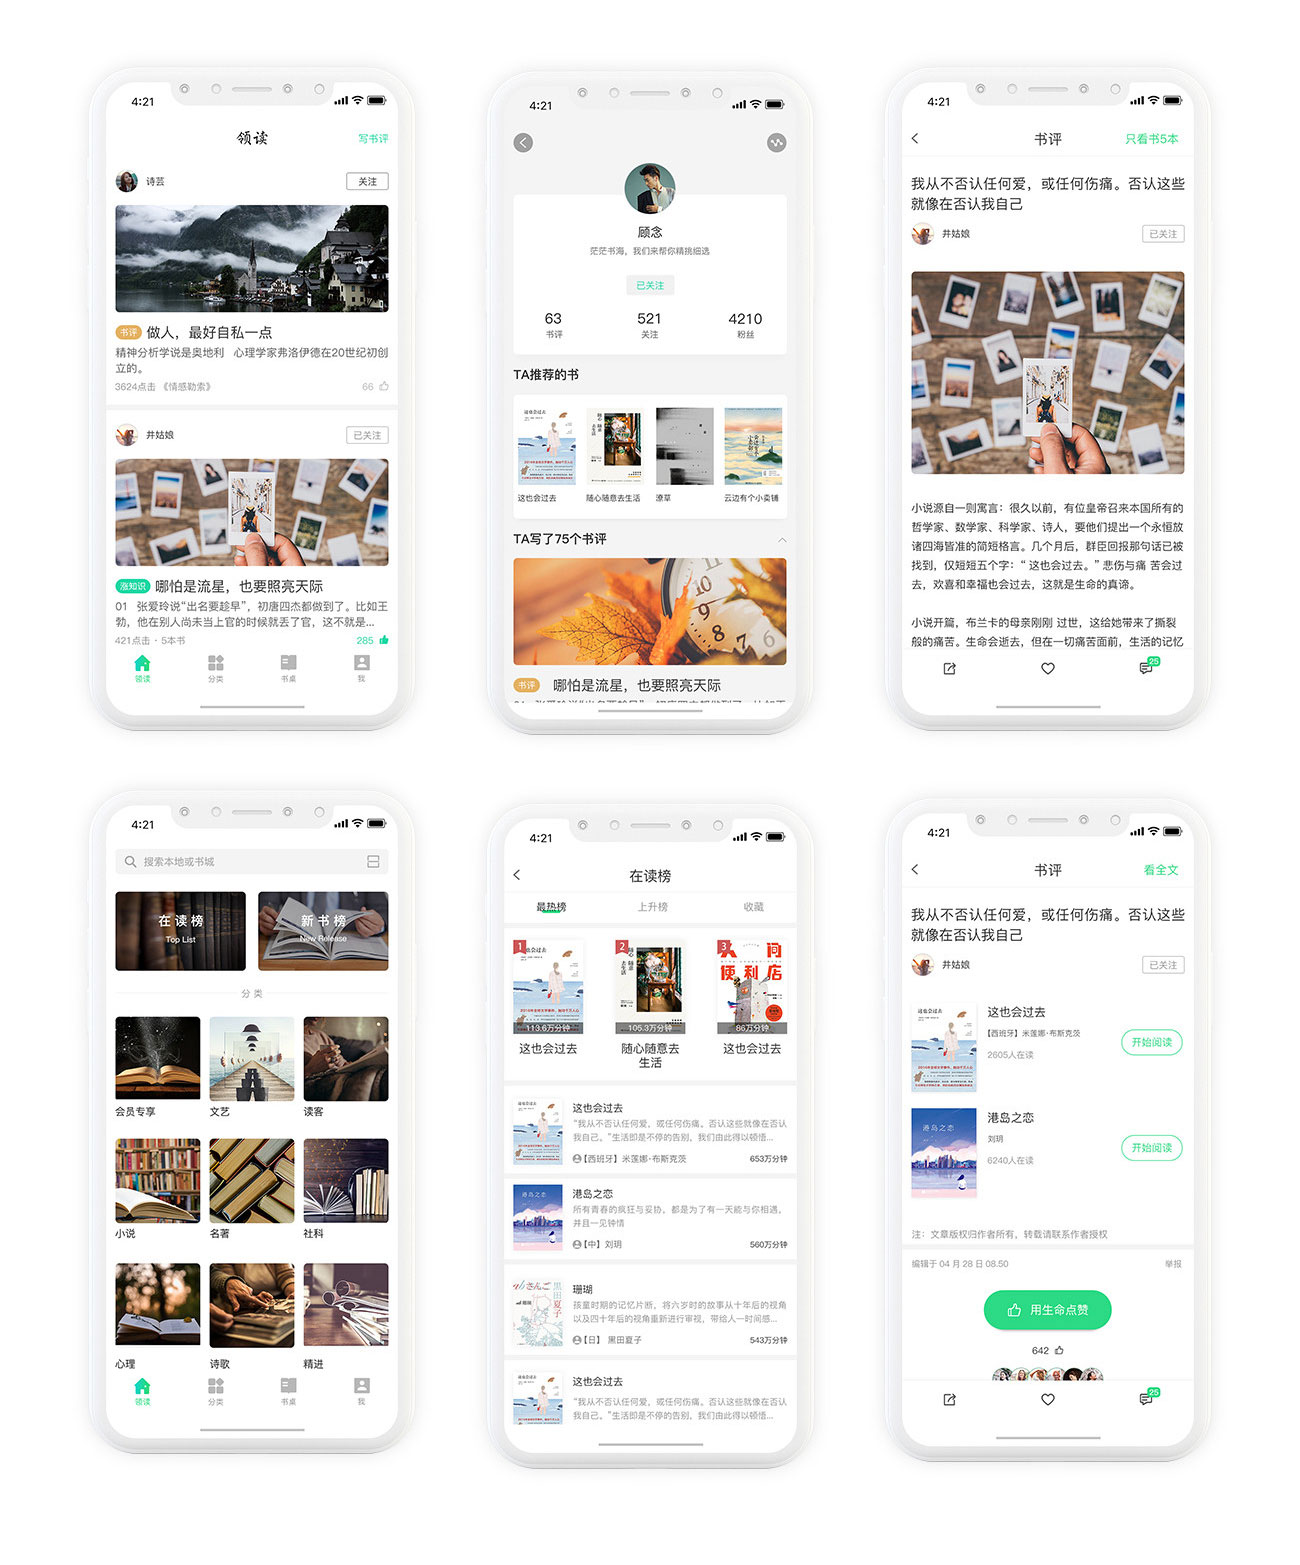 4:21
领读
写书评
诗芸
关注
书评 做人，最好自私一点
精神分析学说是奥地利 心理学家弗洛伊德在20世纪初创
立的。
3624点击 《情感勒索》
66
井姑娘
已关注
涨知识 哪怕是流星，也要照亮天际
01 张爱玲说“出名要趁早”，初唐四杰都做到了。比如王
勃，他在别人尚未当上官的时候就丢了官，这不就是...
421点击 · 5本书
285
领读
分类
书桌
我
4:21
顾念
茫茫书海，我们来帮你精挑细选
已关注
63
521
4210
书评
关注
粉丝
TA推荐的书
这也会过去
随心随意去生活
潦草
云边有个小卖铺
TA写了75个书评
书评 哪怕是流星，也要照亮天际
4:21
书评
只看书5本
我从不否认任何爱，或任何伤痛。否认这些
就像在否认我自己
井姑娘
已关注
小说源自一则寓言：很久以前，有位皇帝召来本国所有的
哲学家、数学家、科学家、诗人，要他们提出一个永恒放
诸四海皆准的简短格言。几个月后，群臣回报那句话已被
找到，仅短短五个字：“ 这也会过去。” 悲伤与痛 苦会过
去，欢喜和幸福也会过去，这就是生命的真谛。
小说开篇，布兰卡的母亲刚刚 过世，这给她带来了撕裂
般的痛苦。生命会逝去，但在一切痛苦面前，生活的记忆
25
4:21
搜索本地或书城
在读榜
Top List
新书榜
New Release
分类
会员专享
文艺
读客
小说
名著
社科
心理
诗歌
精进
领读
分类
书桌
我
4:21
在读榜
最热榜
上升榜
收藏
1
2
3
这也会过去
随心随意去生活
人间便利店
113.6万分钟
105.3万分钟
86万分钟
这也会过去
随心随意去
生活
这也会过去
这也会过去
“我从不否认任何爱，或任何伤痛。否认这些就像在否认
我自己。”生活即是不停的告别，我们由此得以顿悟...
【西班牙】米莲娜·布斯克茨
653万分钟
港岛之恋
港岛之恋
所有青春的疯狂与妥协，都是为了有一天能与你相遇，
并且一见钟情
【中】刘玥
560万分钟
珊瑚
孩童时期的记忆片断，将六岁时的故事从十年后的视角
以及四十年后的视角重新进行审视，带给人一时间感...
【日】 黑田夏子
543万分钟
这也会过去
“我从不否认任何爱，或任何伤痛。否认这些就像在否认
我自己。”生活即是不停的告别，我们由此得以顿悟...
4:21
书评
看全文
我从不否认任何爱，或任何伤痛。否认这些
就像在否认我自己
井姑娘
已关注
这也会过去
【西班牙】米莲娜·布斯克茨
2605人在读
开始阅读
港岛之恋
港岛之恋
刘玥
6240人在读
开始阅读
注：文章版权归作者所有，转载请联系作者授权
编辑于 04 月 28 日 08.50
举报
用生命点赞
642
25